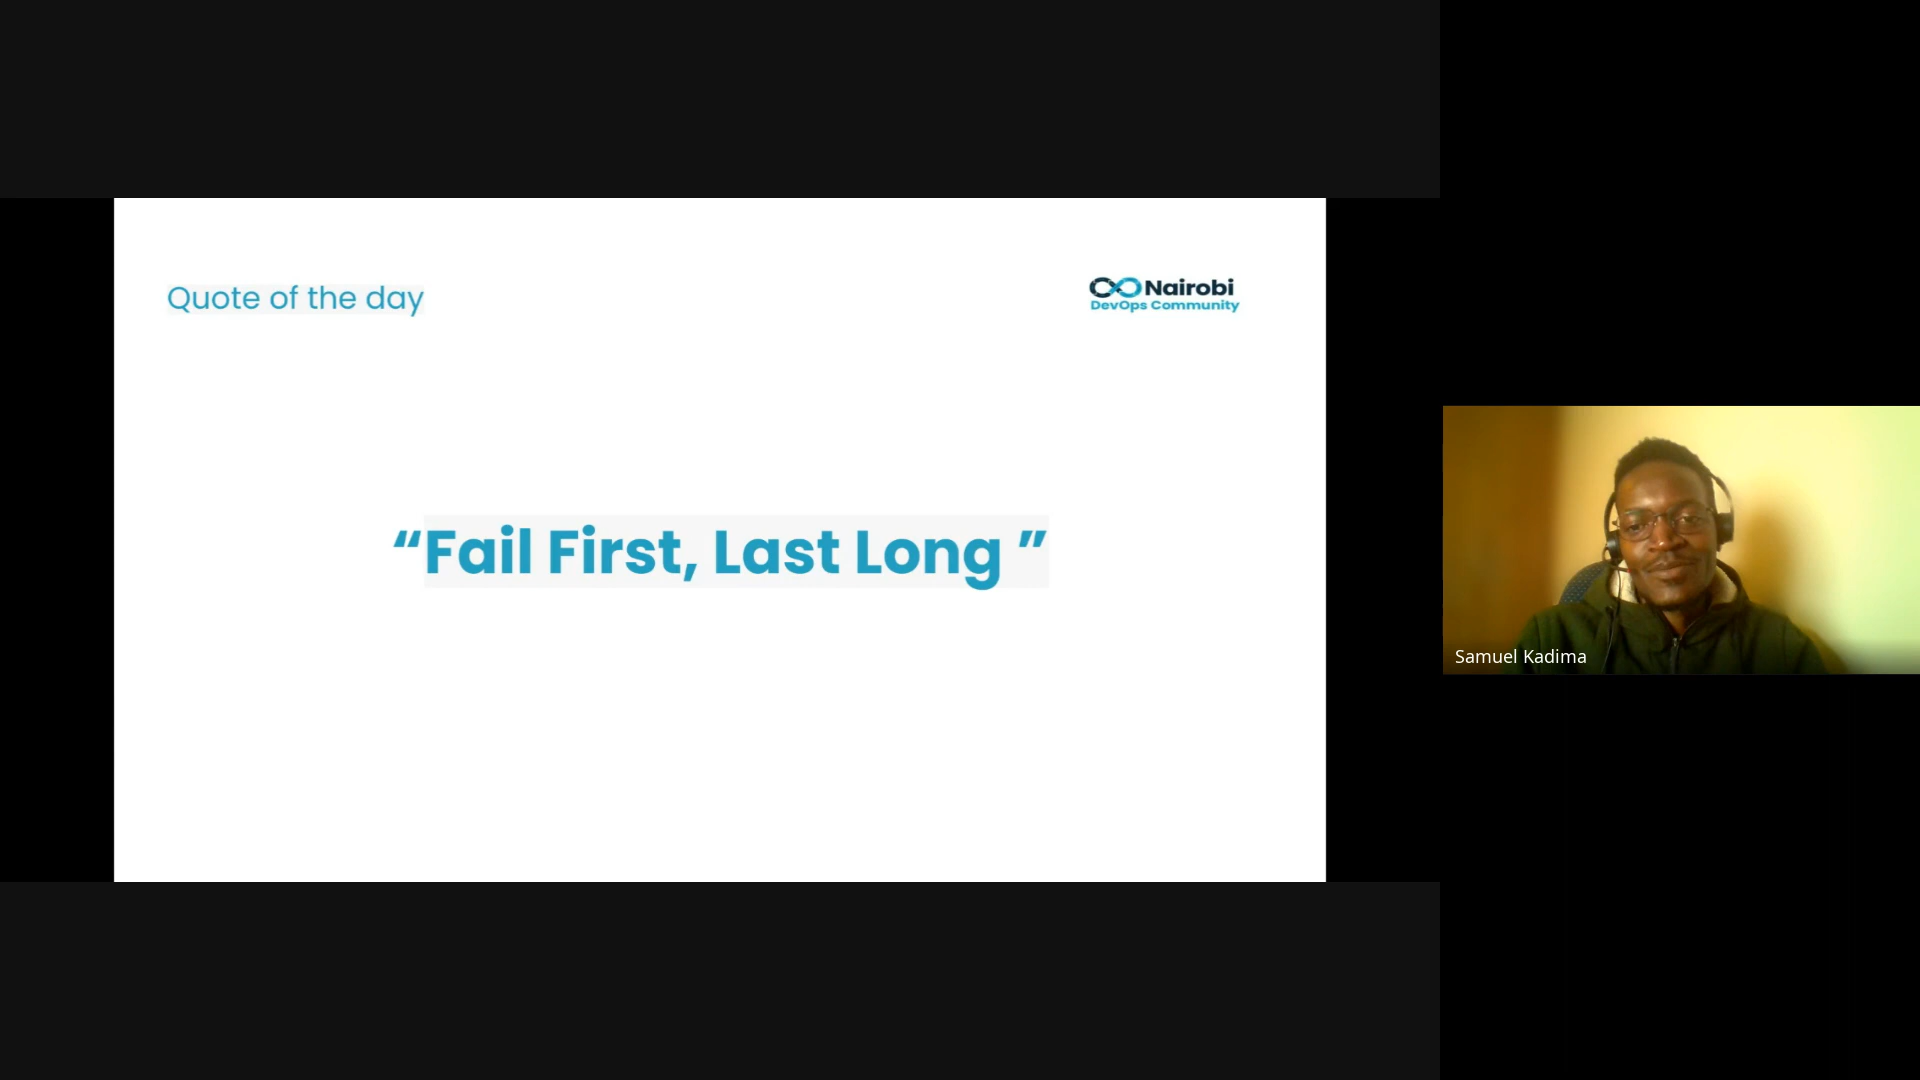 Quote of the day
Nairobi
DevOps Community
“Fail First, Last Long ”
Samuel Kadima